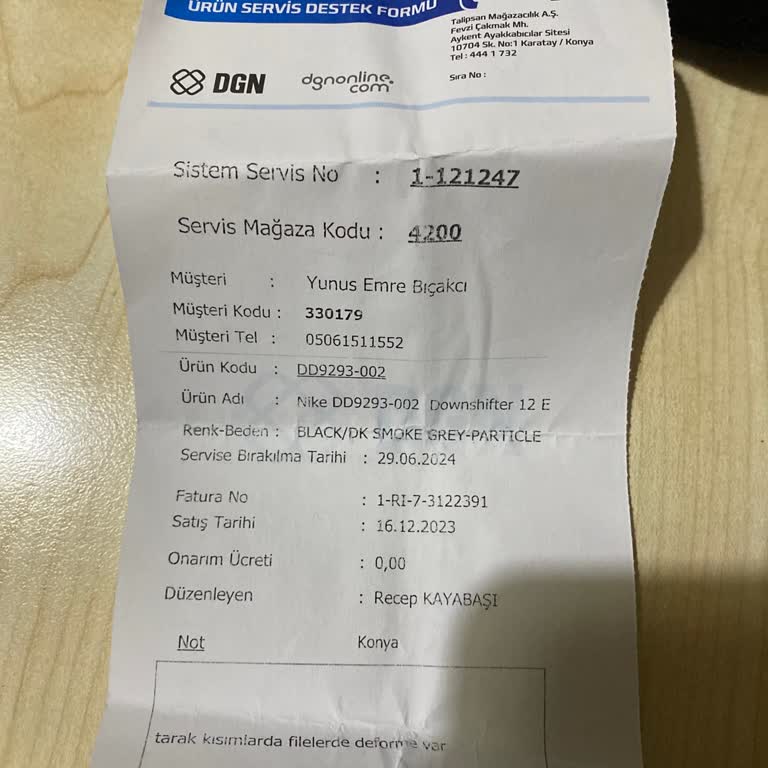 ÜRÜN SERVİS DESTEK FORMU
Talipsan Mağazacılık A.Ş.
Fevzi Çakmak Mh.
Aykent Ayakkabıcılar Sitesi
10704 Sk. No:1 Karatay / Konya
Tel : 444 1 732
Sıra No :
DGN
dgnonline.com
Sistem Servis No : 1-121247
Servis Mağaza Kodu : 4200
Müşteri : Yunus Emre Bıçakcı
Müşteri Kodu : 330179
Müşteri Tel : 05061511552
Ürün Kodu : DD9293-002
Ürün Adı : Nike DD9293-002 Downshifter 12 E
Renk-Beden : BLACK/DK SMOKE GREY-PARTICLE
Servise Bırakılma Tarihi : 29.06.2024
Fatura No : 1-RI-7-3122391
Satış Tarihi : 16.12.2023
Onarım Ücreti : 0,00
Düzenleyen : Recep KAYABAŞI
Not Konya
tarak kısımlarda filelerde deforme var